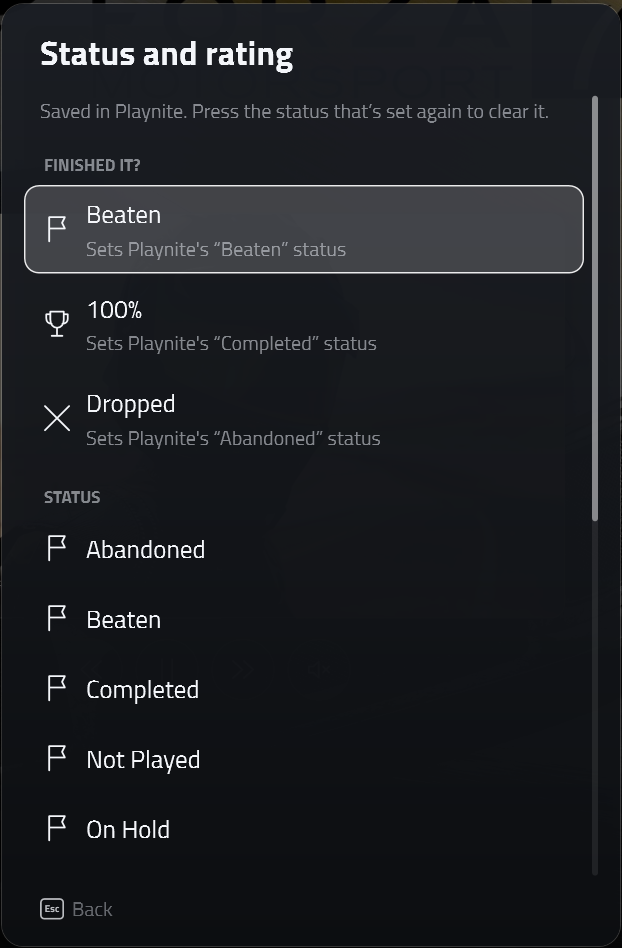 Status and rating
Saved in Playnite. Press the status that’s set again to clear it.
FINISHED IT?
Beaten
Sets Playnite's “Beaten” status
100%
Sets Playnite's “Completed” status
Dropped
Sets Playnite's “Abandoned” status
STATUS
Abandoned
Beaten
Completed
Not Played
On Hold
Esc Back